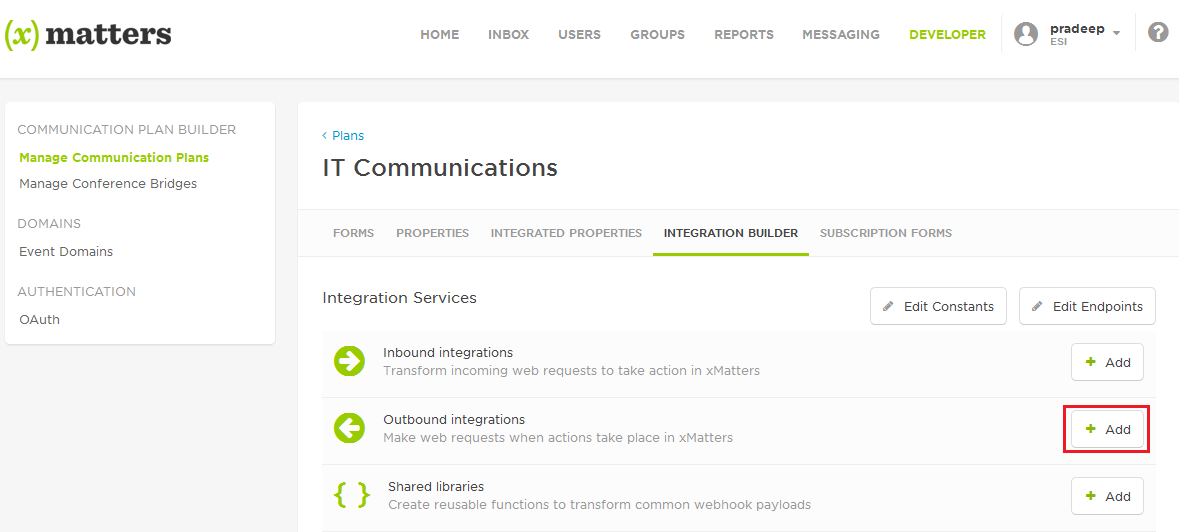 (x) matters
HOME INBOX USERS GROUPS REPORTS MESSAGING DEVELOPER pradeep
ESI
?
COMMUNICATION PLAN BUILDER
Manage Communication Plans
Manage Conference Bridges
DOMAINS
Event Domains
AUTHENTICATION
OAuth
‹ Plans
IT Communications
FORMS PROPERTIES INTEGRATED PROPERTIES INTEGRATION BUILDER SUBSCRIPTION FORMS
Integration Services
Edit Constants Edit Endpoints
Inbound integrations
Transform incoming web requests to take action in xMatters
+ Add
Outbound integrations
Make web requests when actions take place in xMatters
+ Add
{ } Shared libraries
Create reusable functions to transform common webhook payloads
+ Add